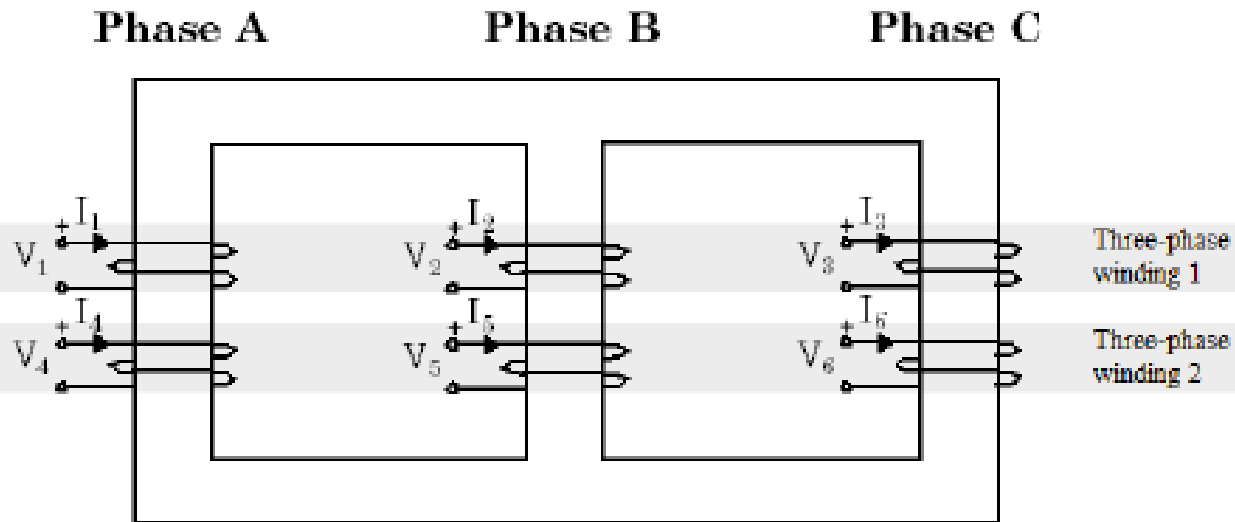 Phase A Phase B Phase C
+ I1 + I2 + I3
V1 V2 V3
Three-phase
winding 1
+ I4 + I5 + I6
V4 V5 V6
Three-phase
winding 2